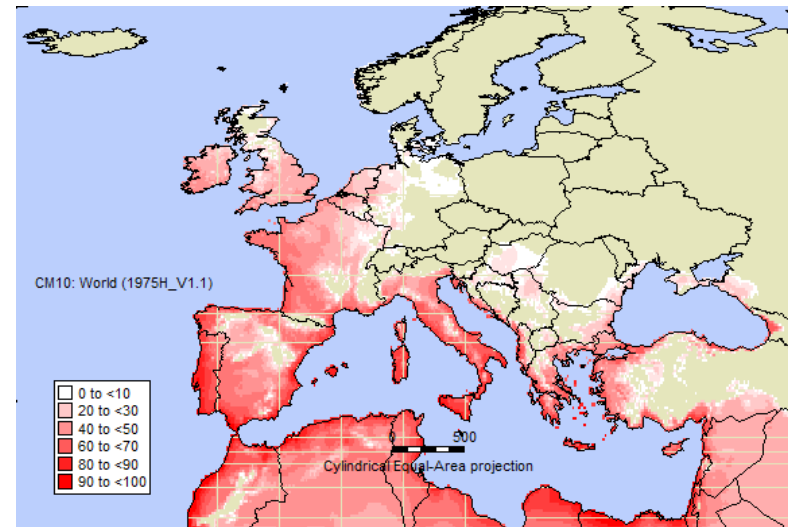 CM10: World (1975H_V1.1)
0 to <10
20 to <30
40 to <50
60 to <70
80 to <90
90 to <100
0 500
Cylindrical Equal-Area projection